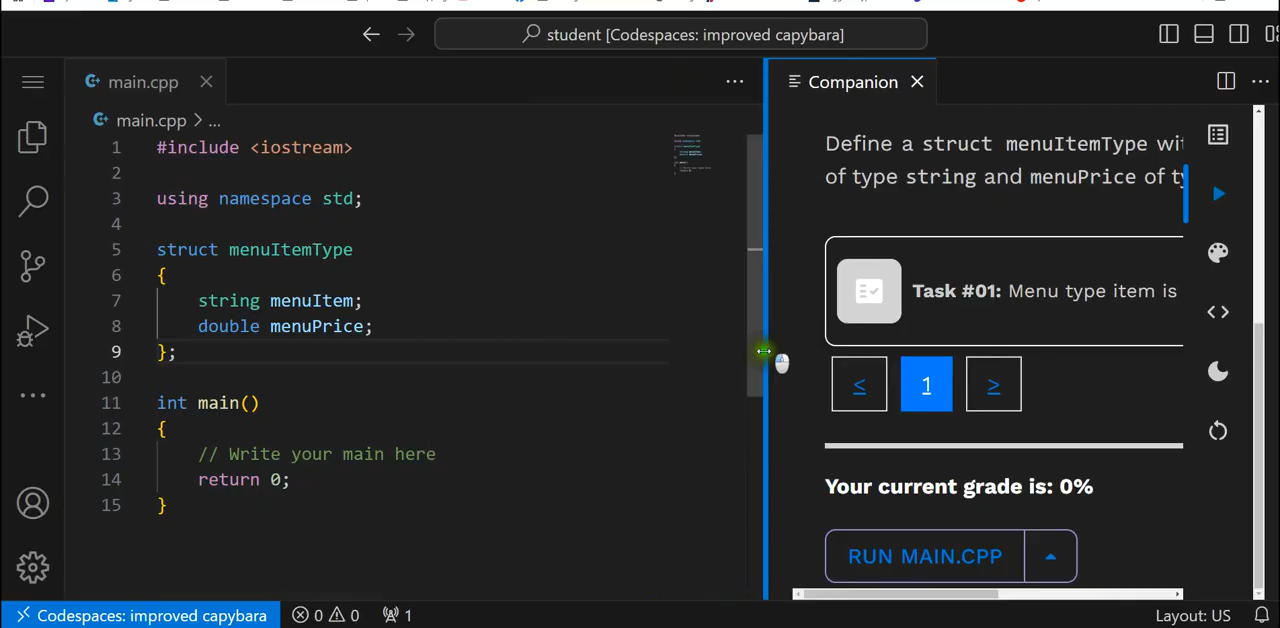 student [Codespaces: improved capybara]
main.cpp
main.cpp > ...
1 #include <iostream>
2
3 using namespace std;
4
5 struct menuItemType
6 {
7 string menuItem;
8 double menuPrice;
9 };
10
11 int main()
12 {
13 // Write your main here
14 return 0;
15 }
Companion
Define a struct menuItemType
of type string and menuPrice of
Task #01: Menu type item is
< 1 >
Your current grade is: 0%
RUN MAIN.CPP
Codespaces: improved capybara 0 0 1 Layout: US